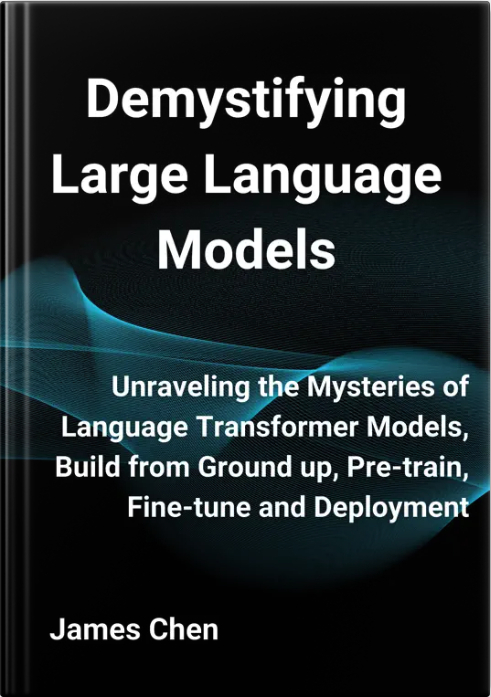 Demystifying
Large Language
Models
Unraveling the Mysteries of
Language Transformer Models,
Build from Ground up, Pre-train,
Fine-tune and Deployment
James Chen